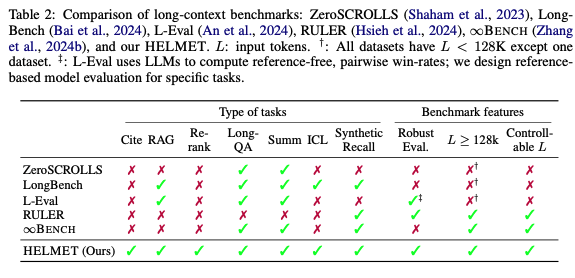 Table 2: Comparison of long-context benchmarks: ZeroSCROLLS (Shaham et al., 2023), Long-
Bench (Bai et al., 2024), L-Eval (An et al., 2024), RULER (Hsieh et al., 2024), ∞BENCH (Zhang
et al., 2024b), and our HELMET. L: input tokens. †: All datasets have L < 128K except one
dataset. ‡: L-Eval uses LLMs to compute reference-free, pairwise win-rates; we design reference-
based model evaluation for specific tasks.
Type of tasks Benchmark features
Cite RAG Re-rank Long-QA Summ ICL Synthetic Recall Robust Eval. L ≥ 128k Controll-able L
ZeroSCROLLS ✗ ✗ ✗ ✓ ✓ ✗ ✗ ✗ ✗† ✗
LongBench ✗ ✓ ✗ ✓ ✓ ✓ ✓ ✗ ✗† ✗
L-Eval ✗ ✓ ✗ ✓ ✓ ✗ ✗ ✓‡ ✗† ✗
RULER ✗ ✗ ✗ ✗ ✗ ✗ ✓ ✓ ✓ ✓
∞BENCH ✗ ✗ ✗ ✓ ✓ ✗ ✓ ✗ ✓ ✓
HELMET (Ours) ✓ ✓ ✓ ✓ ✓ ✓ ✓ ✓ ✓ ✓